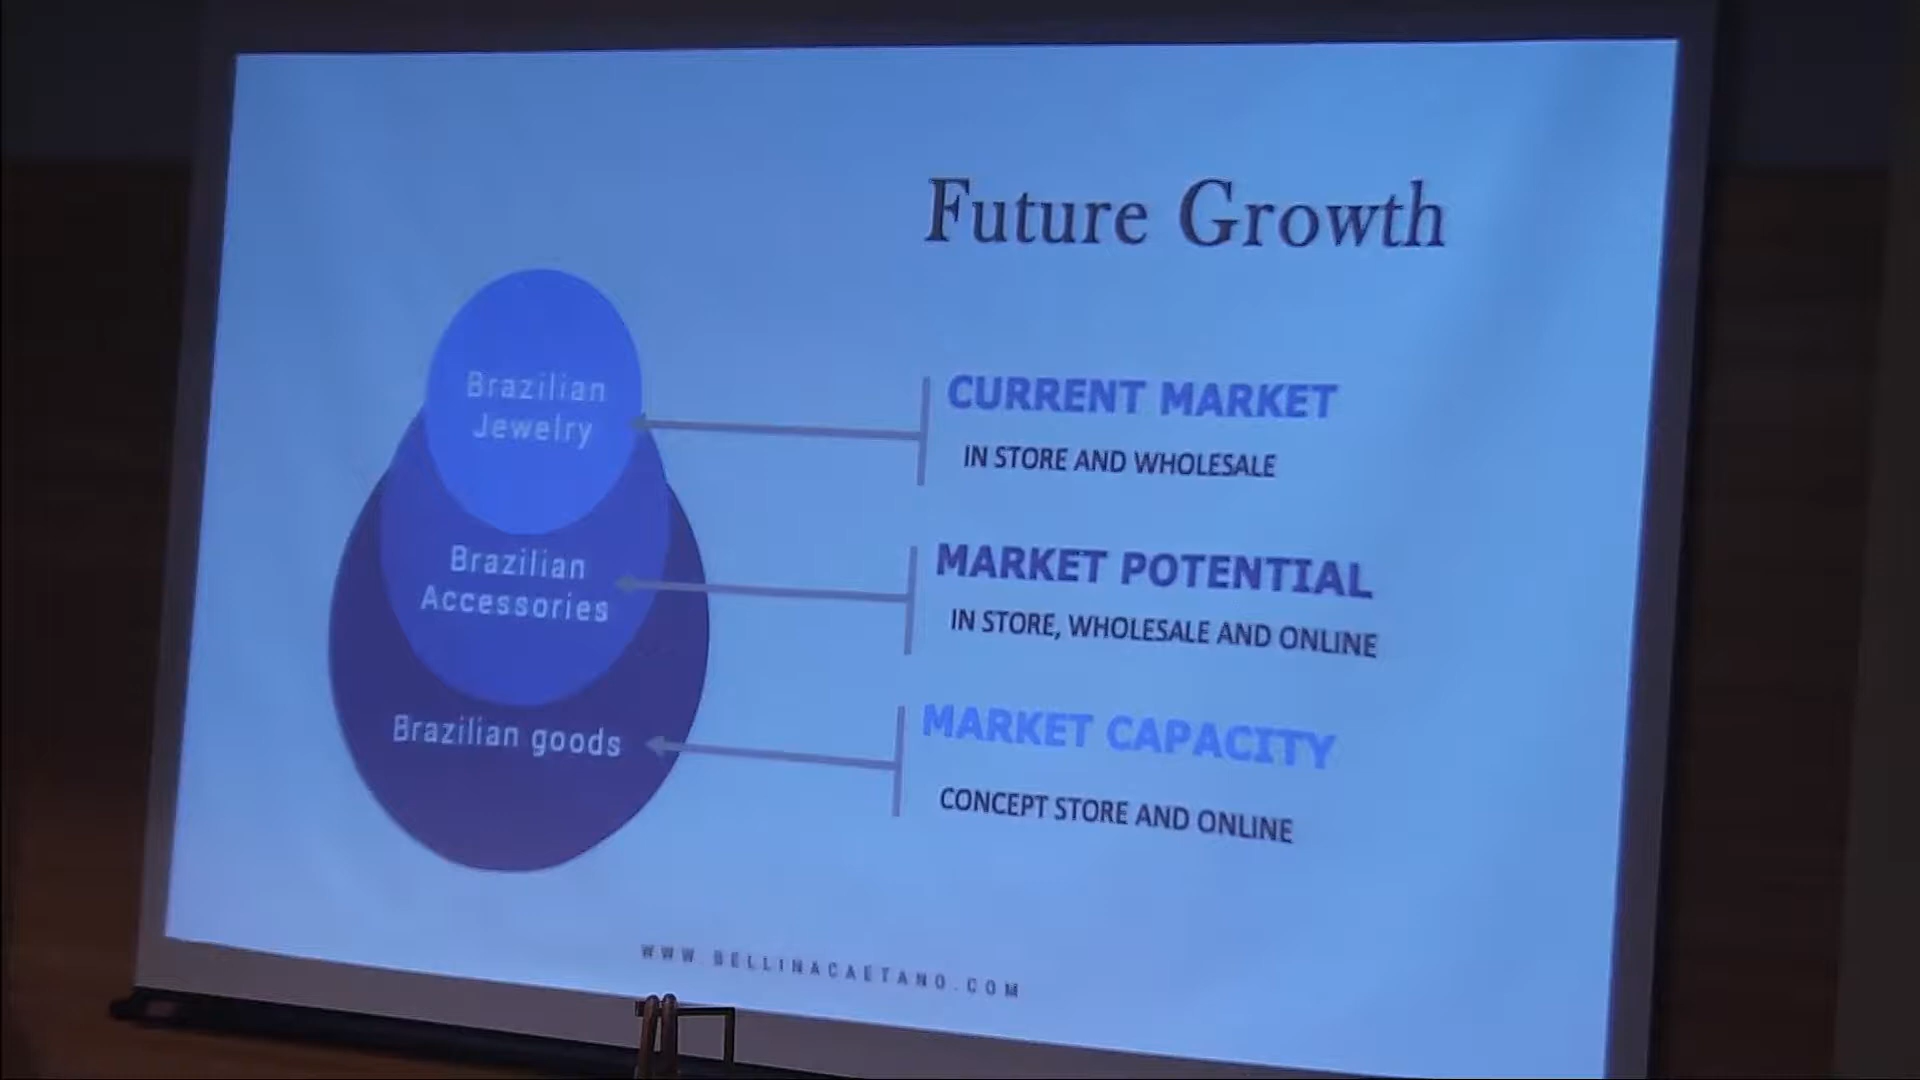 Future Growth
Brazilian
Jewelry
CURRENT MARKET
IN STORE AND WHOLESALE
Brazilian
Accessories
MARKET POTENTIAL
IN STORE, WHOLESALE AND ONLINE
Brazilian goods
MARKET CAPACITY
CONCEPT STORE AND ONLINE
WWW.BELLINACAETANO.COM